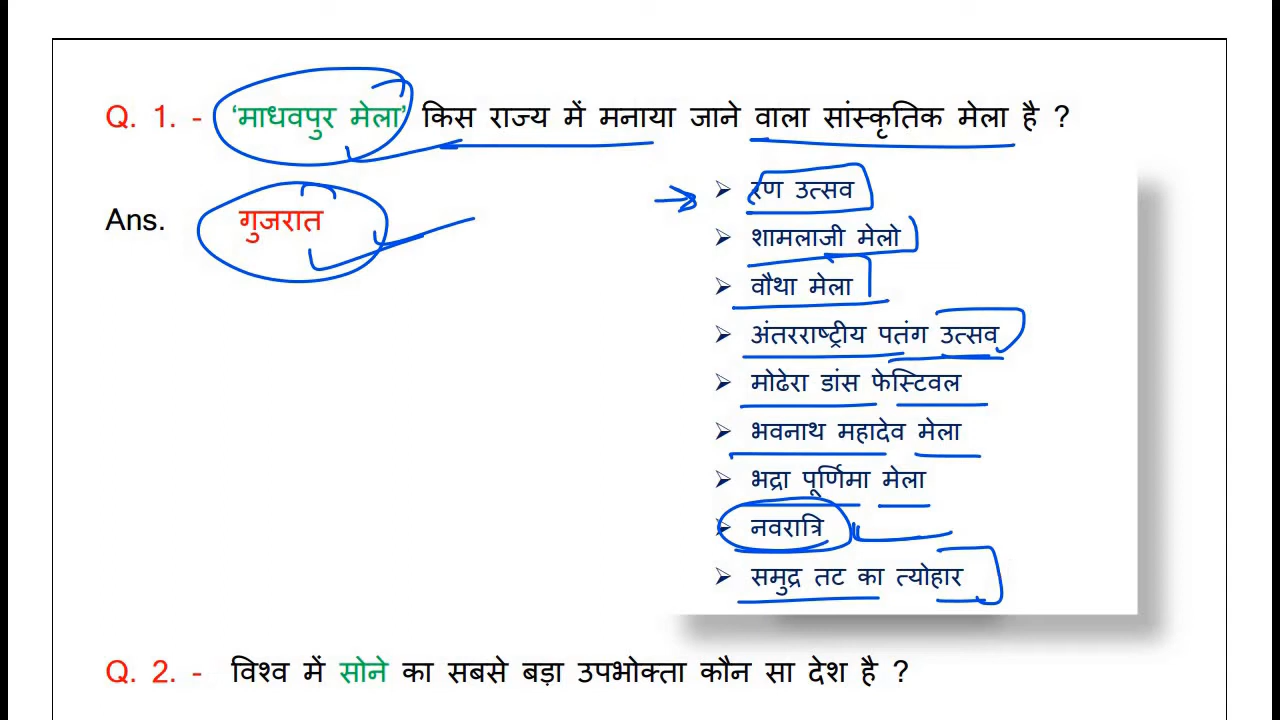 Q. 1. - 'माधवपुर मेला' किस राज्य में मनाया जाने वाला सांस्कृतिक मेला है ?
Ans. गुजरात
➢ रण उत्सव
➢ शामलाजी मेलो
➢ वौथा मेला
➢ अंतरराष्ट्रीय पतंग उत्सव
➢ मोढेरा डांस फेस्टिवल
➢ भवनाथ महादेव मेला
➢ भद्रा पूर्णिमा मेला
➢ नवरात्रि
➢ समुद्र तट का त्योहार
Q. 2. - विश्व में सोने का सबसे बड़ा उपभोक्ता कौन सा देश है ?